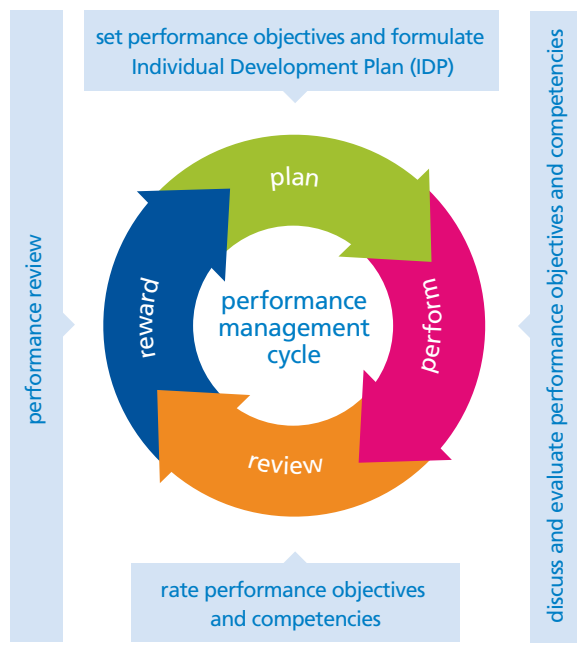 set performance objectives and formulate
Individual Development Plan (IDP)
performance review
discuss and evaluate performance objectives and competencies
plan
perform
review
reward
performance
management
cycle
rate performance objectives
and competencies